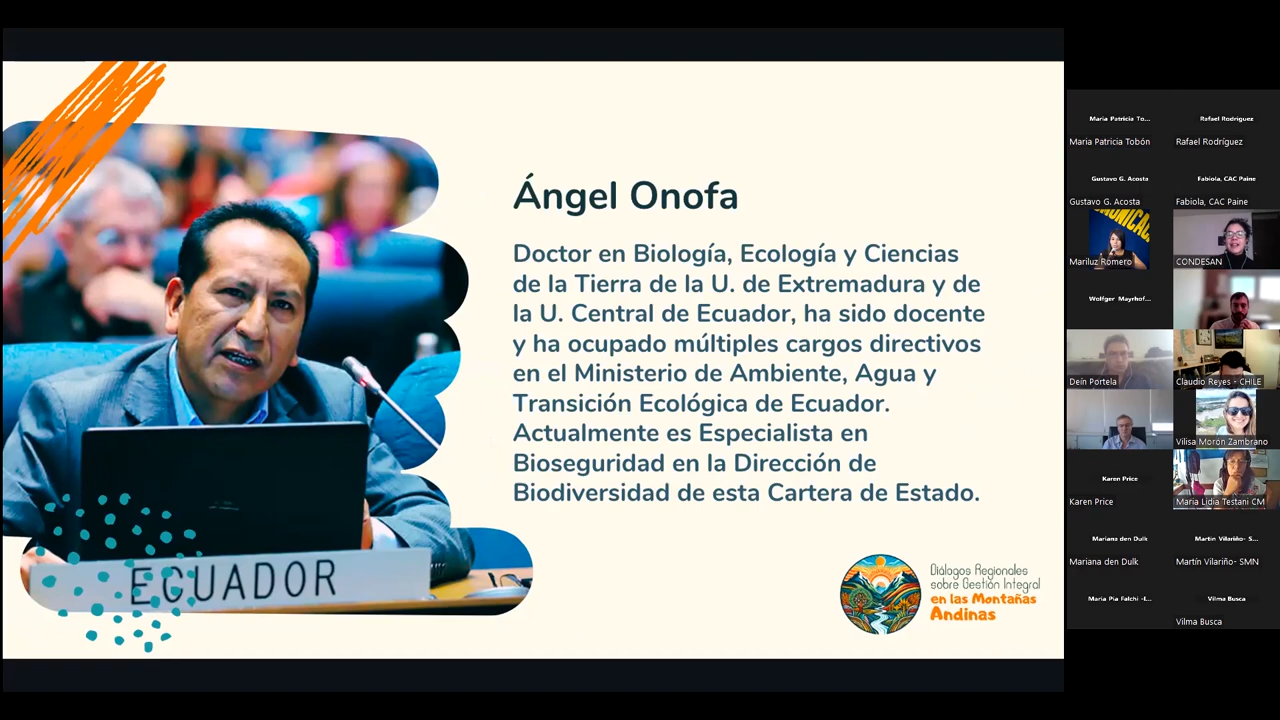 Ángel Onofa
Doctor en Biología, Ecología y Ciencias
de la Tierra de la U. de Extremadura y de
la U. Central de Ecuador, ha sido docente
y ha ocupado múltiples cargos directivos
en el Ministerio de Ambiente, Agua y
Transición Ecológica de Ecuador.
Actualmente es Especialista en
Bioseguridad en la Dirección de
Biodiversidad de esta Cartera de Estado.
ECUADOR
Diálogos Regionales
sobre Gestión Integral
en las Montañas
Andinas
Maria Patricia To...
Maria Patricia Tobón
Rafael Rodríguez
Rafael Rodríguez
Gustavo G. Acosta
Gustavo G. Acosta
Fabiola, CAC Paine
Fabiola, CAC Paine
Mariluz Romero
CONDESAN
Wolfger Mayrhof...
Deín Portela
Claudio Reyes - CHILE
Vilisa Morón Zambrano
Karen Price
Karen Price
Maria Lidia Testani CM
Mariana den Dulk
Mariana den Dulk
Martín Vilariño- S...
Martín Vilariño- SMN
Maria Pia Falchi -I...
Vilma Busca
Vilma Busca